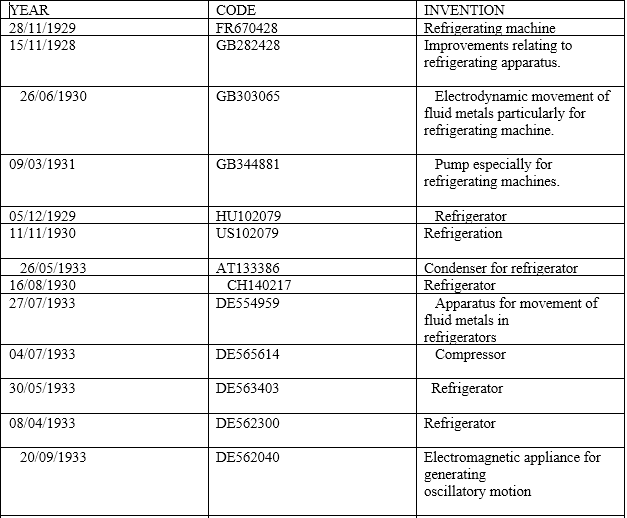 YEAR CODE INVENTION
28/11/1929 FR670428 Refrigerating machine
15/11/1928 GB282428 Improvements relating to
refrigerating apparatus.
26/06/1930 GB303065 Electrodynamic movement of
fluid metals particularly for
refrigerating machine.
09/03/1931 GB344881 Pump especially for
refrigerating machines.
05/12/1929 HU102079 Refrigerator
11/11/1930 US102079 Refrigeration
26/05/1933 AT133386 Condenser for refrigerator
16/08/1930 CH140217 Refrigerator
27/07/1933 DE554959 Apparatus for movement of
fluid metals in
refrigerators
04/07/1933 DE565614 Compressor
30/05/1933 DE563403 Refrigerator
08/04/1933 DE562300 Refrigerator
20/09/1933 DE562040 Electromagnetic appliance for
generating
oscillatory motion